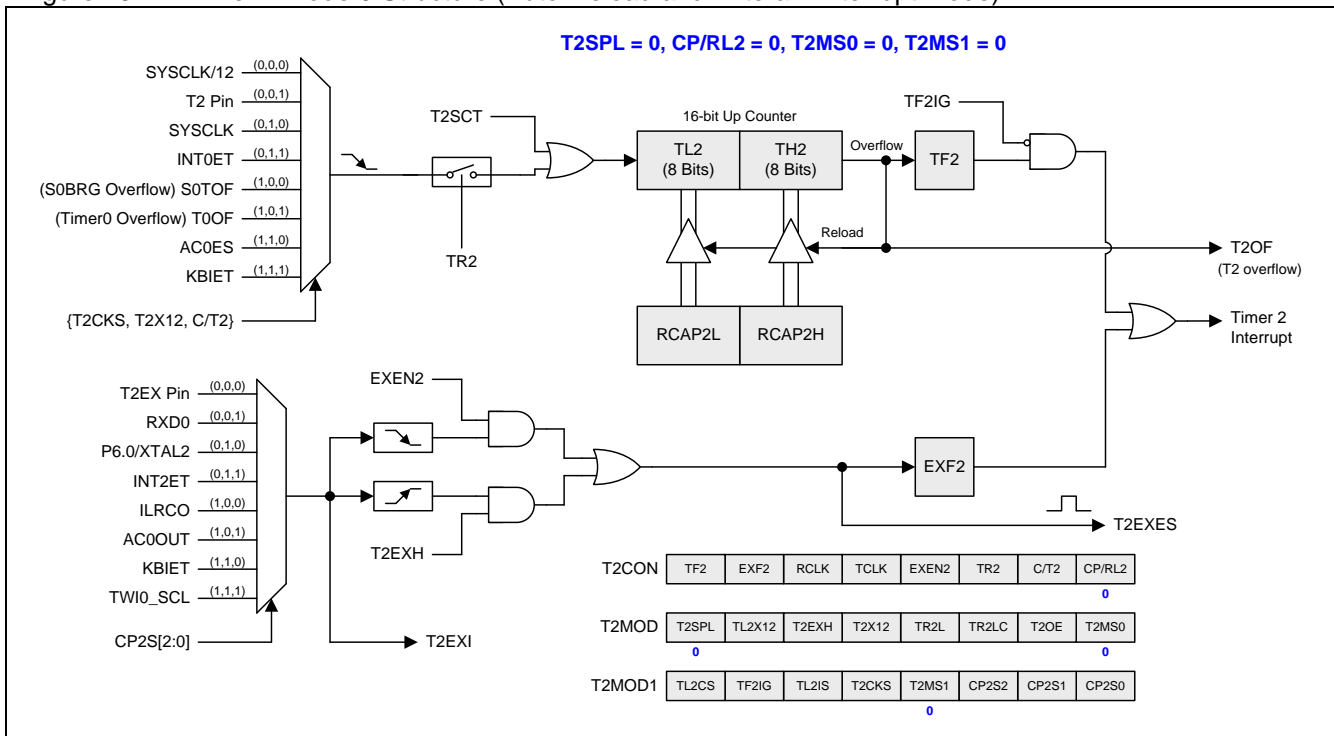 T2SPL = 0, CP/RL2 = 0, T2MS0 = 0, T2MS1 = 0
SYSCLK/12 (0,0,0)
T2 Pin (0,0,1)
SYSCLK (0,1,0)
INT0ET (0,1,1)
(S0BRG Overflow) S0TOF (1,0,0)
(Timer0 Overflow) T0OF (1,0,1)
AC0ES (1,1,0)
KBIET (1,1,1)
{T2CKS, T2X12, C/T2}
TR2
T2SCT
16-bit Up Counter
TL2
(8 Bits)
TH2
(8 Bits)
Overflow
TF2
TF2IG
Reload
RCAP2L
RCAP2H
T2OF
(T2 overflow)
Timer 2
Interrupt
T2EX Pin (0,0,0)
RXD0 (0,0,1)
P6.0/XTAL2 (0,1,0)
INT2ET (0,1,1)
ILRCO (1,0,0)
AC0OUT (1,0,1)
KBIET (1,1,0)
TWI0_SCL (1,1,1)
CP2S[2:0]
EXEN2
T2EXH
T2EXI
EXF2
T2EXES
T2CON TF2 EXF2 RCLK TCLK EXEN2 TR2 C/T2 CP/RL2
0
T2MOD T2SPL TL2X12 T2EXH T2X12 TR2L TR2LC T2OE T2MS0
0 0
T2MOD1 TL2CS TF2IG TL2IS T2CKS T2MS1 CP2S2 CP2S1 CP2S0
0